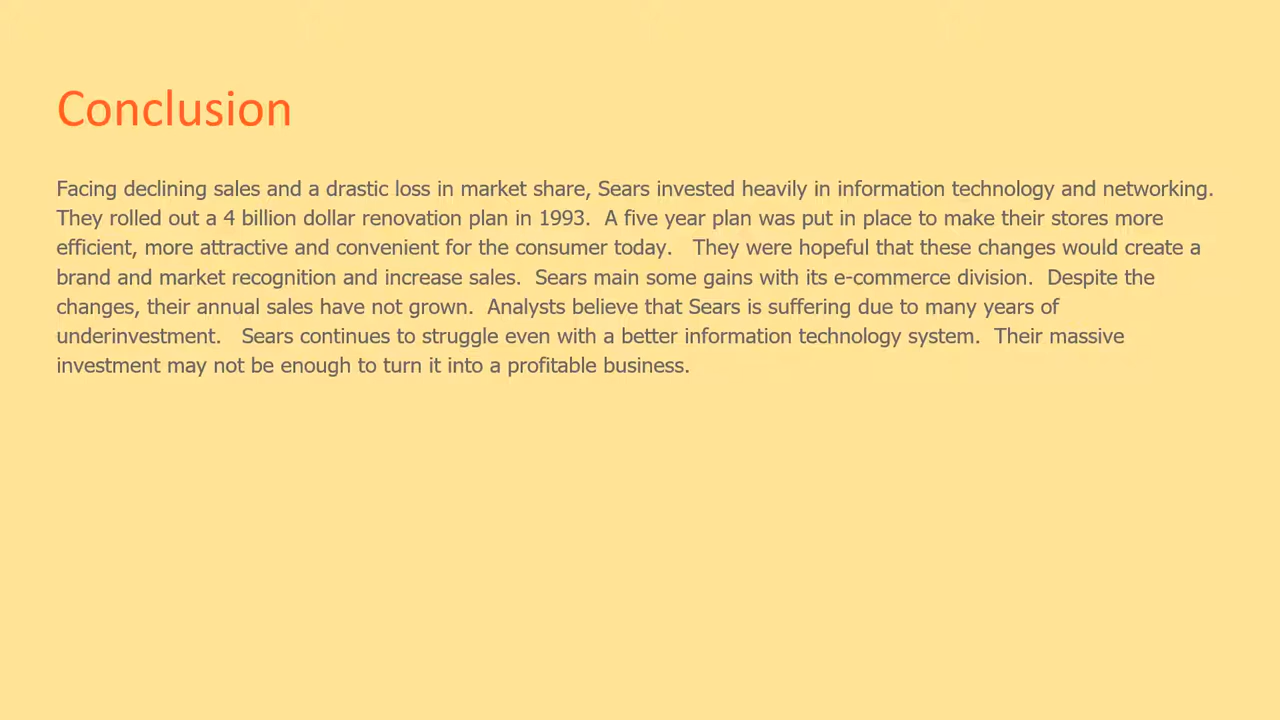 Conclusion
Facing declining sales and a drastic loss in market share, Sears invested heavily in information technology and networking.
They rolled out a 4 billion dollar renovation plan in 1993.  A five year plan was put in place to make their stores more
efficient, more attractive and convenient for the consumer today.   They were hopeful that these changes would create a
brand and market recognition and increase sales.  Sears main some gains with its e-commerce division.  Despite the
changes, their annual sales have not grown.  Analysts believe that Sears is suffering due to many years of
underinvestment.   Sears continues to struggle even with a better information technology system.  Their massive
investment may not be enough to turn it into a profitable business.